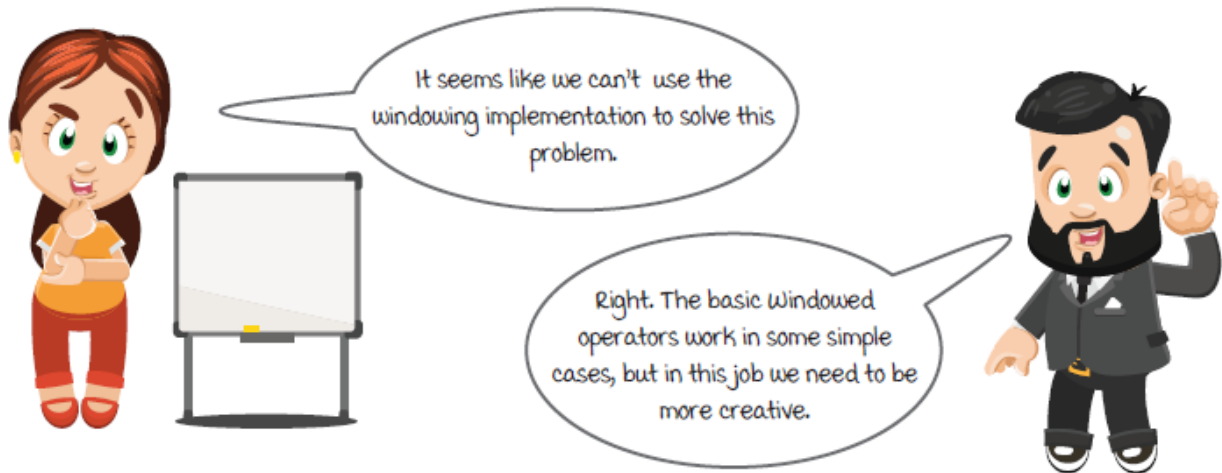 It seems like we can't use the
windowing implementation to solve this
problem.
Right. The basic windowed
operators work in some simple
cases, but in this job we need to be
more creative.